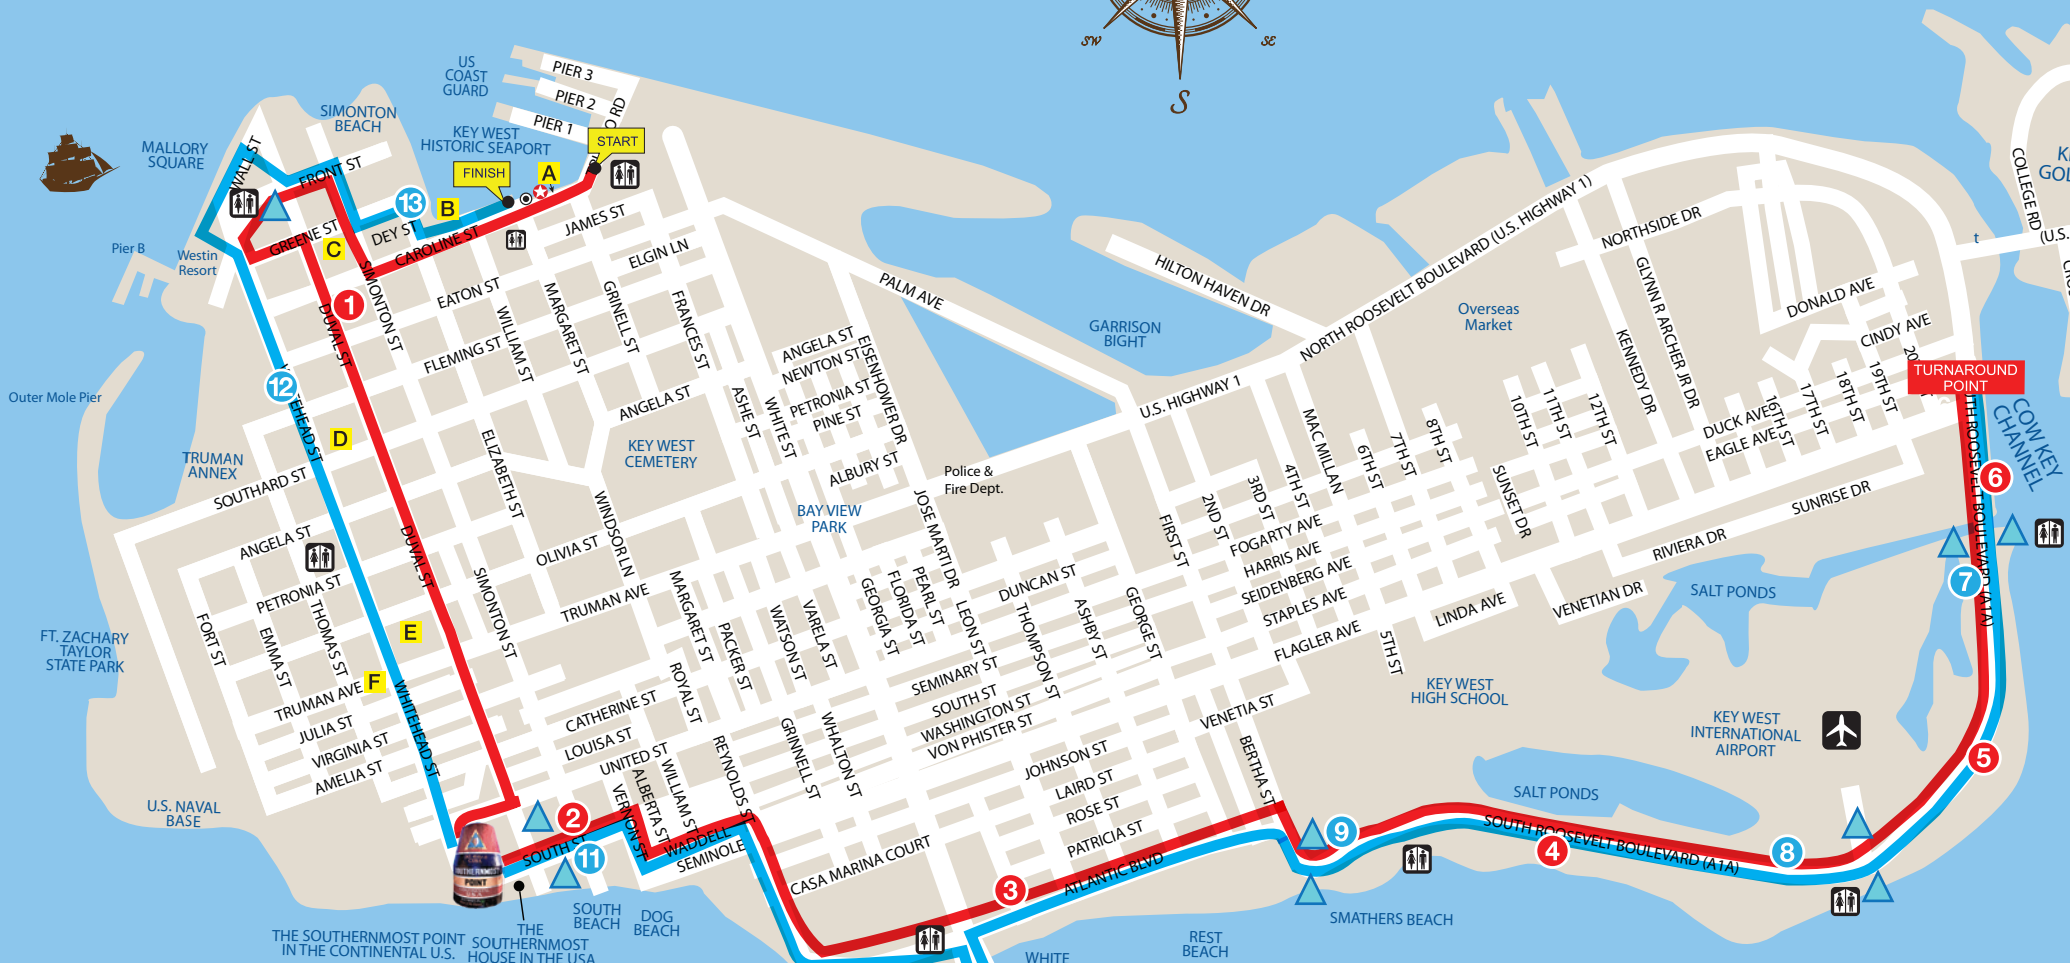 SW
SE
S
US
COAST
GUARD
PIER 3
PIER 2
PIER 1
START
SIMONTON
BEACH
KEY WEST
HISTORIC SEAPORT
MALLORY
SQUARE
WALL ST
FRONT ST
FINISH
A
B
13
GREENE ST
C
DEY ST
CAROLINE ST
JAMES ST
ELGIN LN
Pier B
Westin
Resort
1
SIMONTON ST
DUVAL ST
EATON ST
FLEMING ST
WILLIAM ST
MARGARET ST
GRINELL ST
FRANCES ST
PALM AVE
HILTON HAVEN DR
GARRISON
BIGHT
NORTH ROOSEVELT BOULEVARD (U.S. HIGHWAY 1)
U.S. HIGHWAY 1
Overseas
Market
NORTHSIDE DR
GLYNN R ARCHER JR DR
KENNEDY DR
DONALD AVE
CINDY AVE
COLLEGE RD
(U.S.
t
TURNAROUND
POINT
COW KEY
CHANNEL
Outer Mole Pier
12
D
TRUMAN
ANNEX
SOUTHARD ST
ANGELA ST
PETRONIA ST
ANGELA ST
KEY WEST
CEMETERY
ASHE ST
WHITE ST
ANGELA ST
NEWTON ST
PETRONIA ST
PINE ST
EISENHOWER DR
ALBURY ST
BAY VIEW
PARK
Police &
Fire Dept.
JOSE MARTI DR
MAC MILLAN
4TH ST
3RD ST
2ND ST
FIRST ST
6TH ST
7TH ST
8TH ST
10TH ST
11TH ST
12TH ST
16TH ST
17TH ST
18TH ST
19TH ST
DUCK AVE
EAGLE AVE
SUNSET DR
SUNRISE DR
RIVIERA DR
VENETIAN DR
LINDA AVE
FOGARTY AVE
HARRIS AVE
SEIDENBERG AVE
STAPLES AVE
FLAGLER AVE
5TH ST
SALT PONDS
6
7
FT. ZACHARY
TAYLOR
STATE PARK
FORT ST
EMMA ST
THOMAS ST
TRUMAN AVE
JULIA ST
VIRGINIA ST
AMELIA ST
E
F
WHITEHEAD ST
DUVAL ST
ELIZABETH ST
SIMONTON ST
OLIVIA ST
WINDSOR LN
TRUMAN AVE
MARGARET ST
PACKER ST
ROYAL ST
WATSON ST
VARELA ST
GEORGIA ST
FLORIDA ST
PEARL ST
LEON ST
DUNCAN ST
THOMPSON ST
ASHBY ST
GEORGE ST
SEMINARY ST
SOUTH ST
WASHINGTON ST
VON PHISTER ST
VENETIA ST
BERTHA ST
JOHNSON ST
LAIRD ST
ROSE ST
PATRICIA ST
CATHERINE ST
LOUISA ST
UNITED ST
WILLIAM ST
ALBERTA ST
VERNON ST
REYNOLDS ST
GRINNELL ST
WHALTON ST
KEY WEST
HIGH SCHOOL
KEY WEST
INTERNATIONAL
AIRPORT
SALT PONDS
5
U.S. NAVAL
BASE
2
11
SOUTH ST
WADDELL
SEMINOLE
CASA MARINA COURT
3
ATLANTIC BLVD
9
4
8
SOUTH ROOSEVELT BOULEVARD (A1A)
SOUTHERNMOST
POINT
THE SOUTHERNMOST POINT
IN THE CONTINENTAL U.S.
THE
SOUTHERNMOST
HOUSE IN THE USA
SOUTH
BEACH
DOG
BEACH
WHITE
REST
BEACH
SMATHERS BEACH